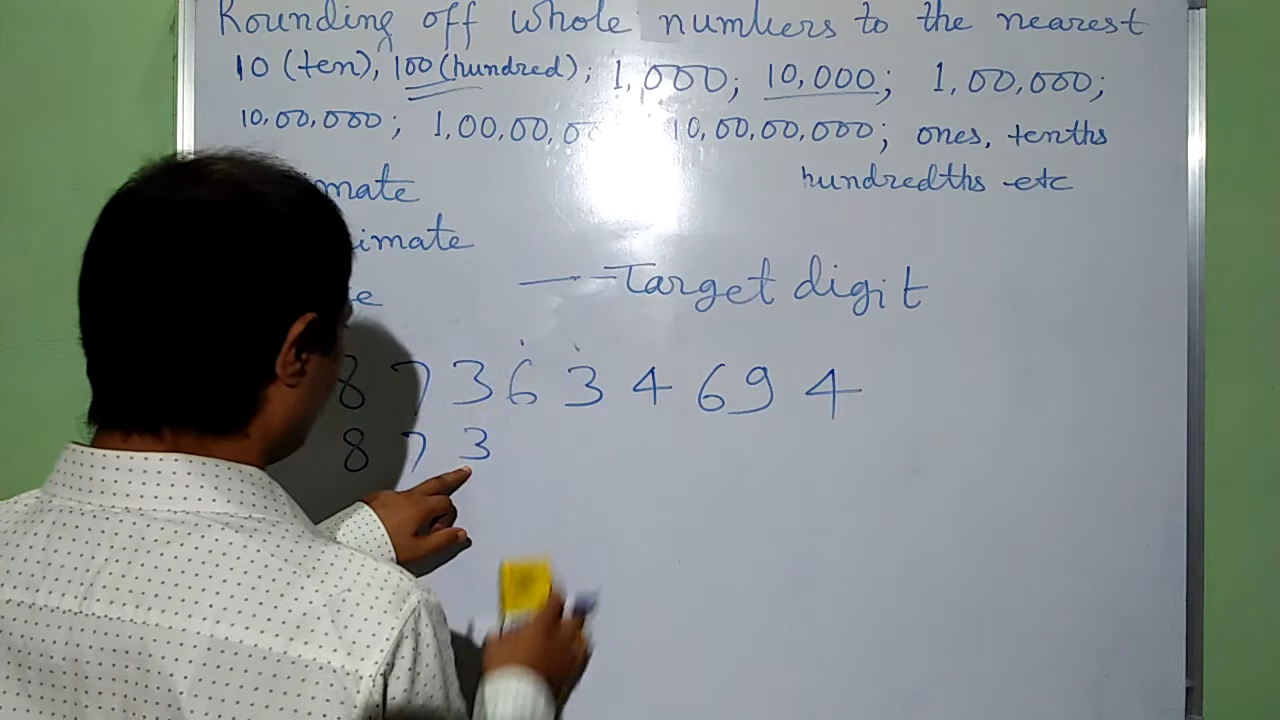 Rounding off whole numbers to the nearest
10 (ten), 100 (hundred); 1,000; 10,000; 1,00,000;
10,00,000; 1,00,00,00 10,00,00,000; ones, tenths
hundredths etc
imate
imate
— Target digit
e
8 7 3 6 3 4 6 9 4
8 7 3